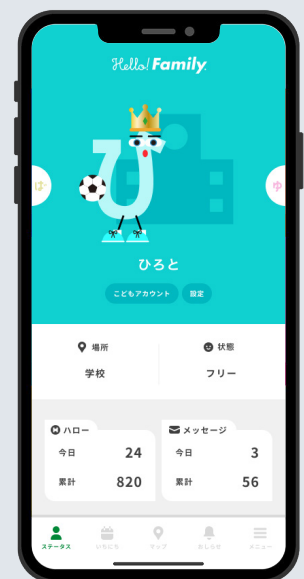 Hello! Family.
ぱ
ひ
ゆ
ひろと
こどもアカウント
設定
場所
状態
学校
フリー
ハロー
メッセージ
今日 24
今日 3
累計 820
累計 56
ステータス
いちにち
マップ
おしらせ
メニュー